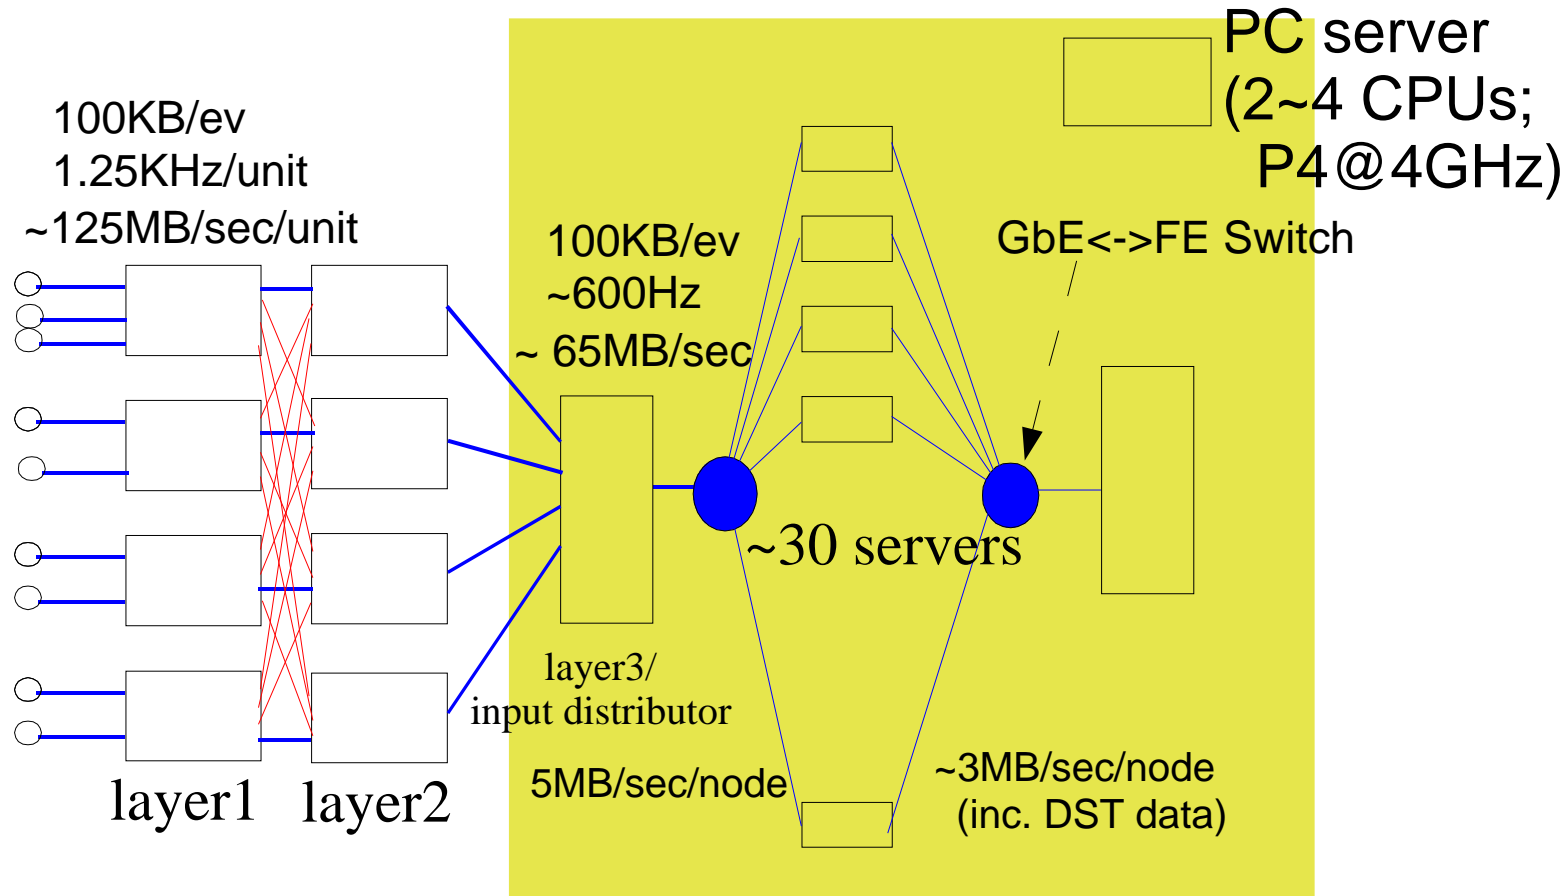 PC server
(2~4 CPUs;
P4@4GHz)
100KB/ev
1.25KHz/unit
~125MB/sec/unit
100KB/ev
~600Hz
~ 65MB/sec
GbE<->FE Switch
~30 servers
layer3/
input distributor
5MB/sec/node
~3MB/sec/node
(inc. DST data)
layer1
layer2